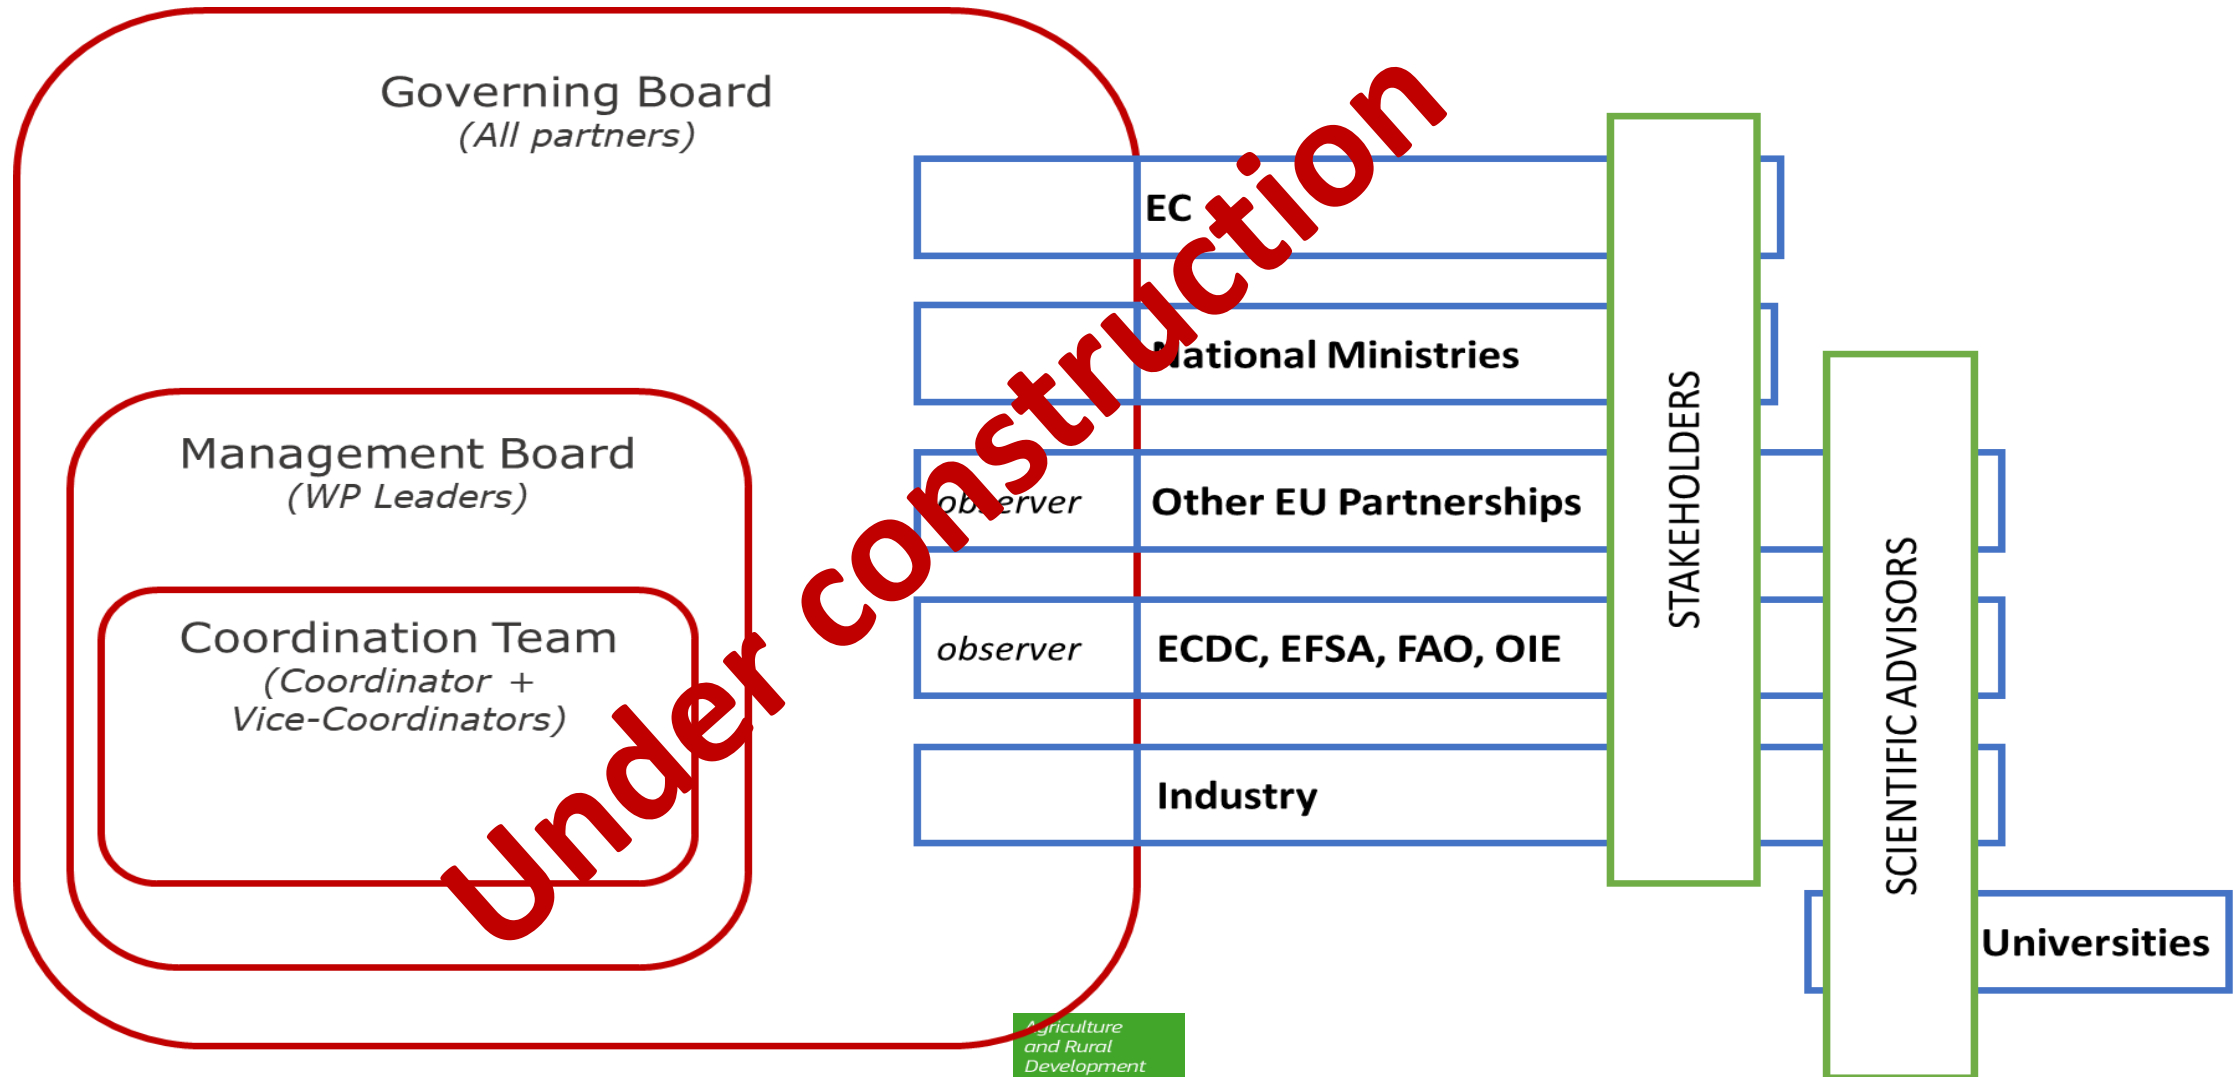 Governing Board
(All partners)
Management Board
(WP Leaders)
Coordination Team
(Coordinator +
Vice-Coordinators)
EC
National Ministries
observer
Other EU Partnerships
observer
ECDC, EFSA, FAO, OIE
Industry
Universities
STAKEHOLDERS
SCIENTIFIC ADVISORS
Under construction
Agriculture
and Rural
Development